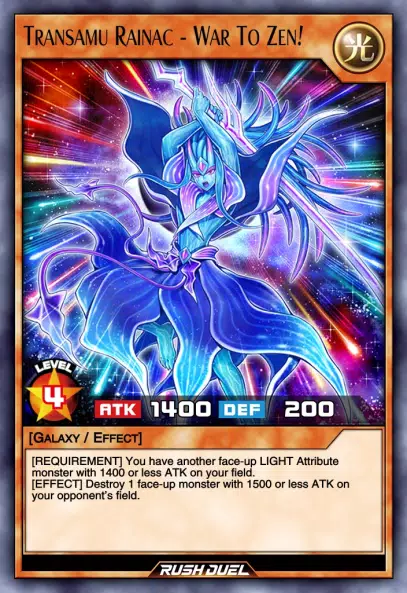 Transamu Rainac - War To Zen!
光
LEVEL
4
ATK 1400 DEF 200
[Galaxy / Effect]
[REQUIREMENT] You have another face-up LIGHT Attribute
monster with 1400 or less ATK on your field.
[EFFECT] Destroy 1 face-up monster with 1500 or less ATK on
your opponent's field.
RUSH DUEL